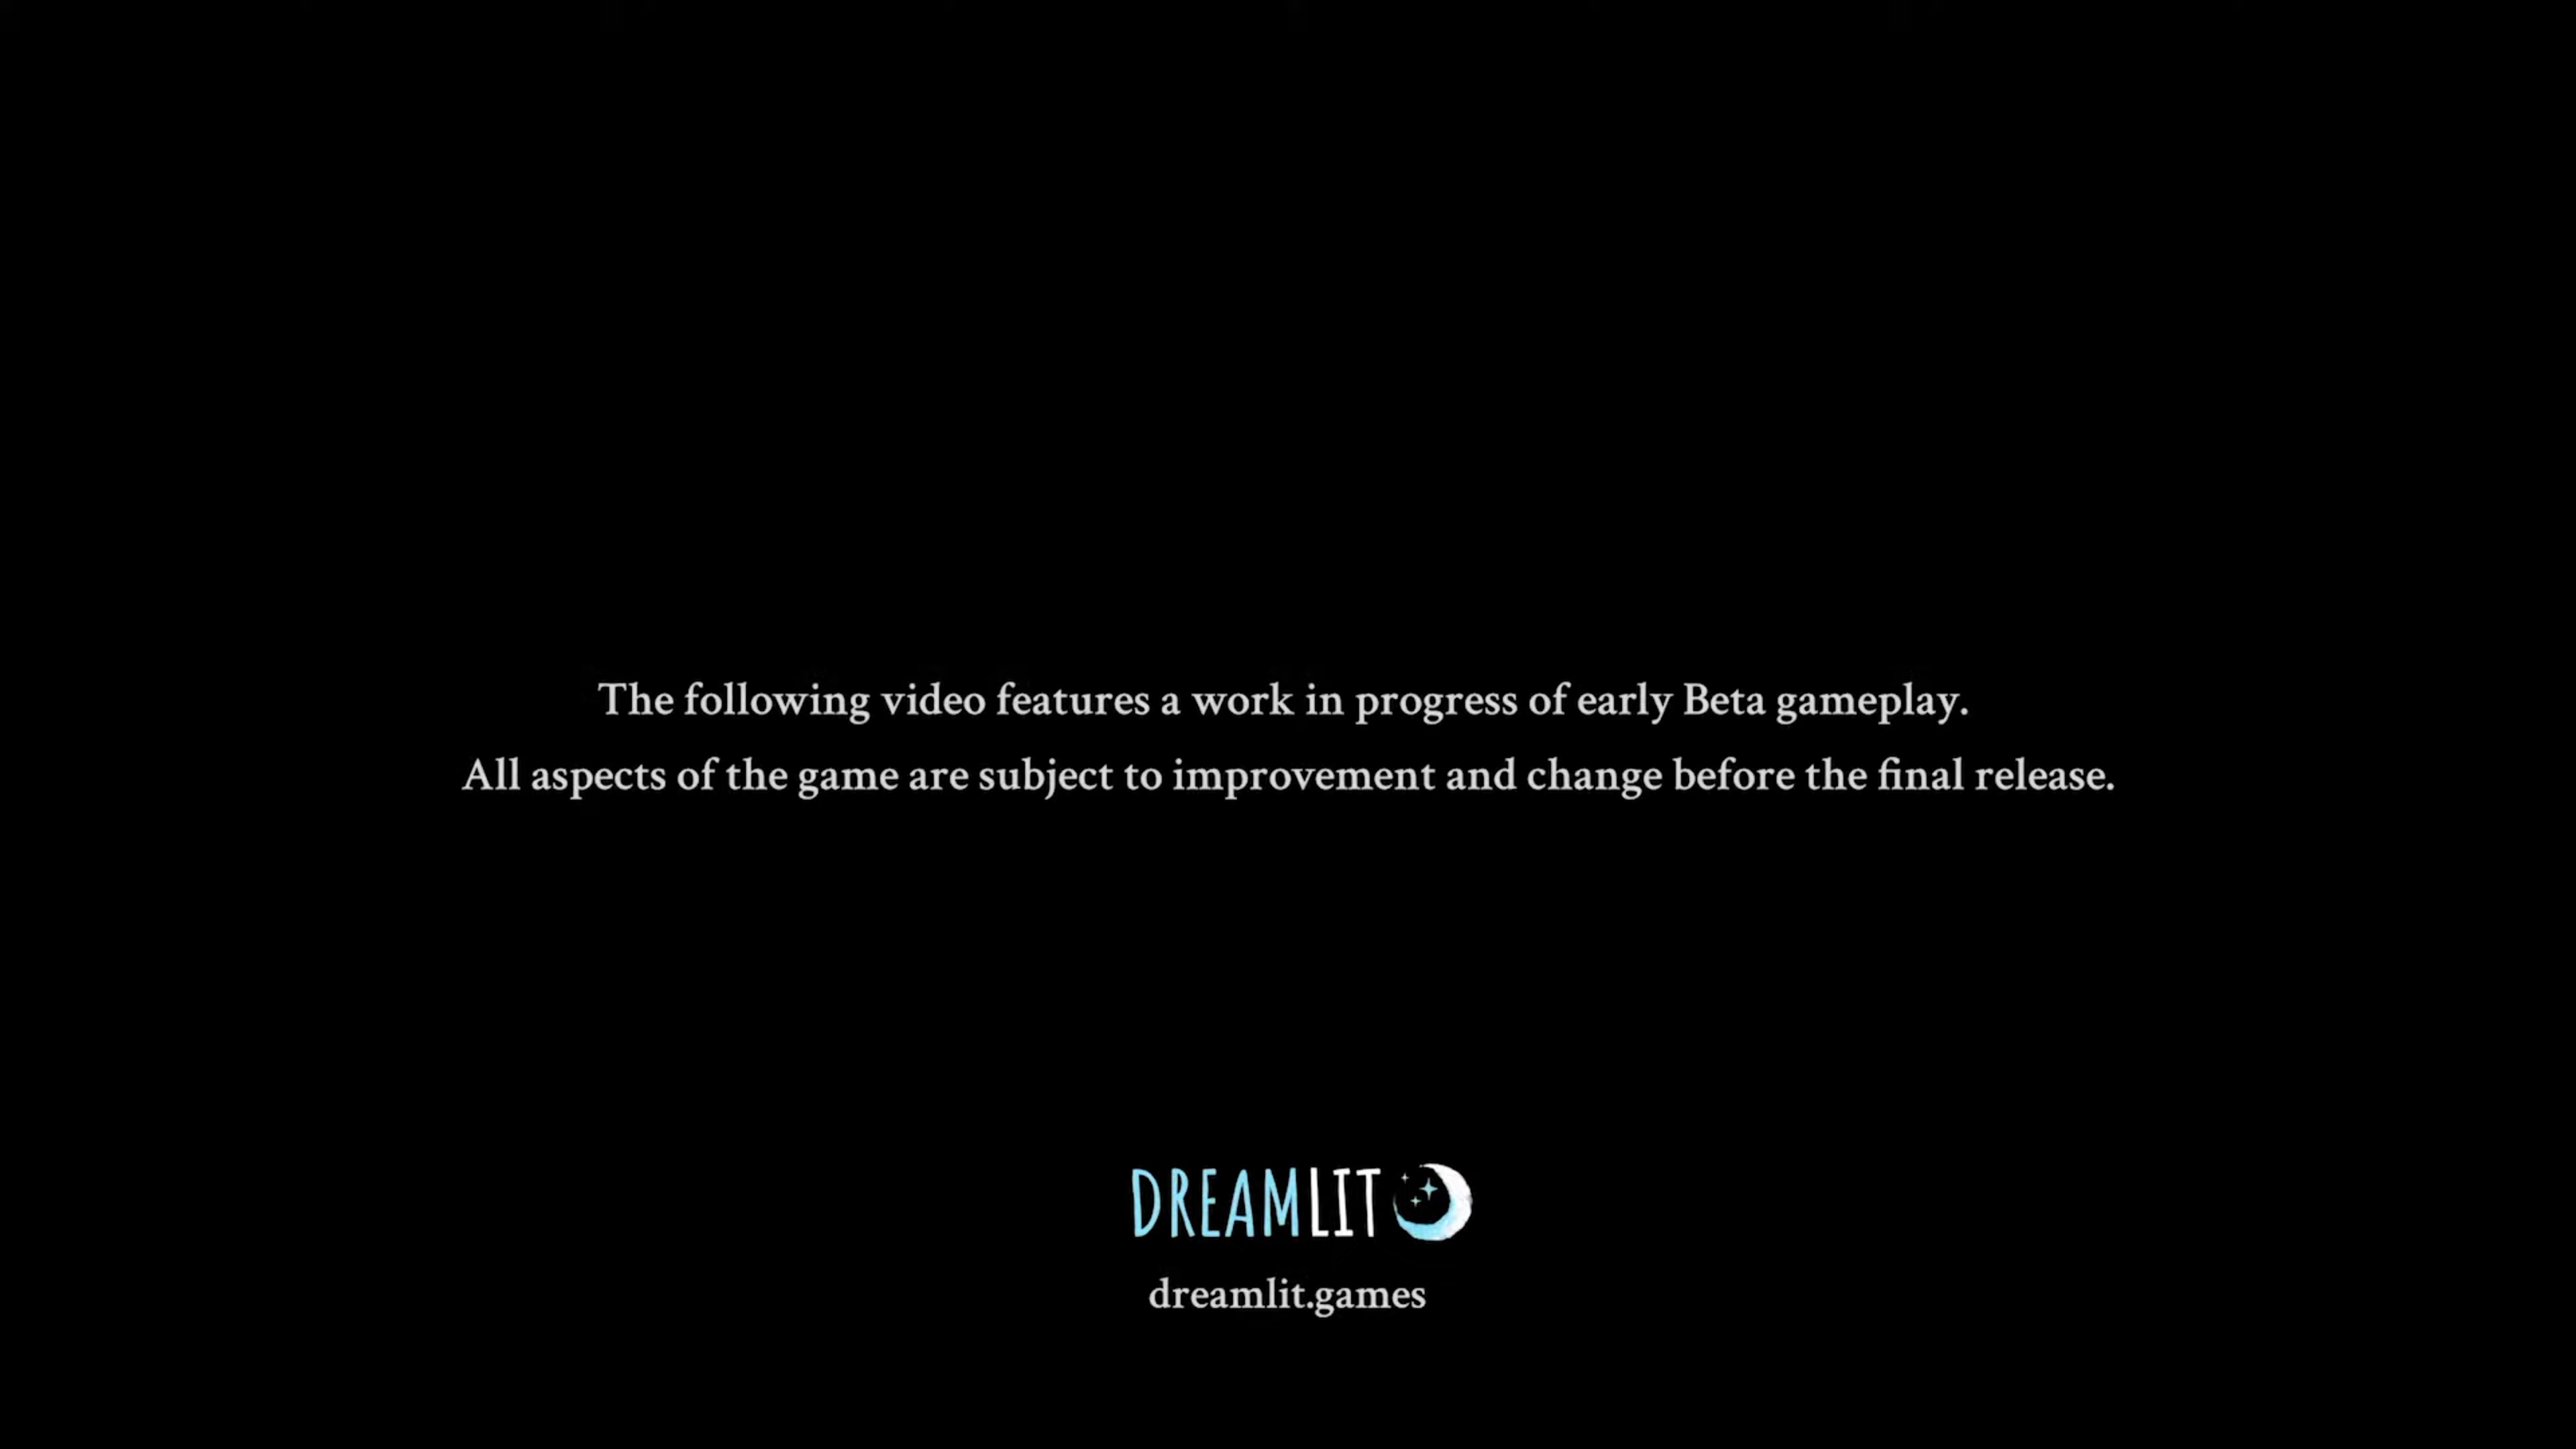 The following video features a work in progress of early Beta gameplay.
All aspects of the game are subject to improvement and change before the final release.
DREAMLIT
dreamlit.games